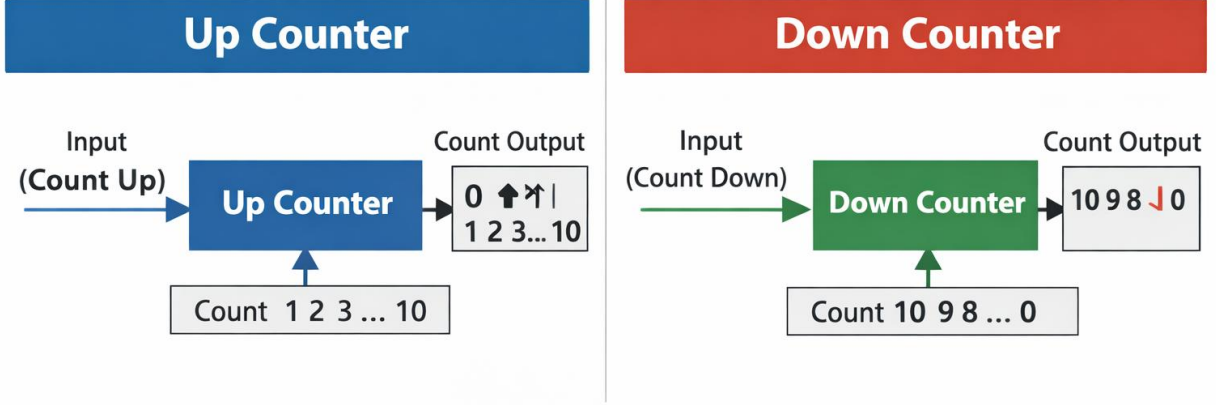 Up Counter
Input
(Count Up)
Up Counter
Count Output
0
1 2 3... 10
Count 1 2 3 ... 10
Down Counter
Input
(Count Down)
Down Counter
Count Output
10 9 8 0
Count 10 9 8 ... 0